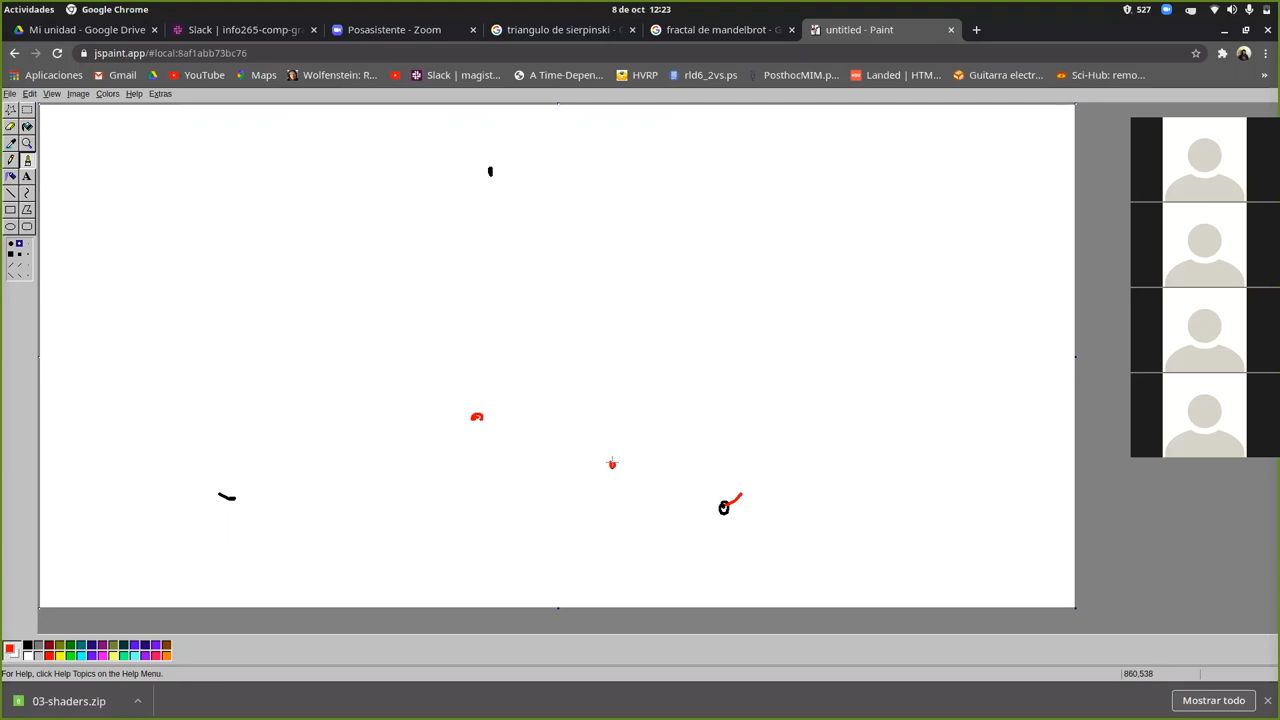 Actividades
Google Chrome
8 de oct 12:23
527
Mi unidad - Google Drive
Slack | info265-comp-gr
Posasistente - Zoom
triangulo de sierpinski -
fractal de mandelbrot - G
untitled - Paint
jspaint.app/#local:8af1abb73bc76
Aplicaciones
Gmail
YouTube
Maps
Wolfenstein: R...
Slack | magist...
A Time-Depen...
HVRP
rld6_2vs.ps
PosthocMIM.p...
Landed | HTM...
Guitarra electr...
Sci-Hub: remo...
»
File Edit View Image Colors Help Extras
A
For Help, click Help Topics on the Help Menu.
860,538
03-shaders.zip
Mostrar todo